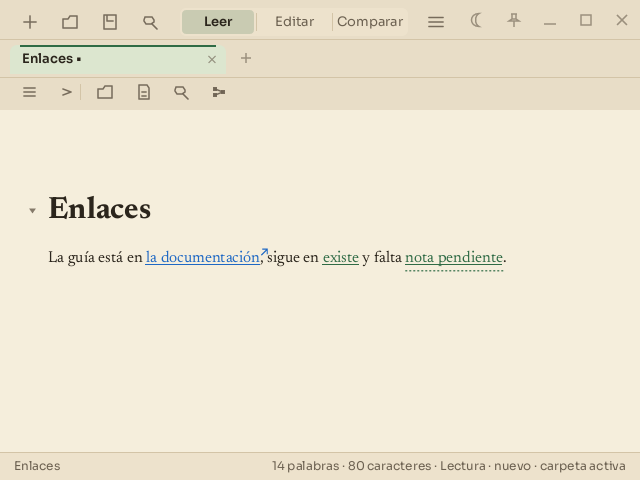 Leer Editar Comparar
Enlaces
Enlaces
La guía está en la documentación, sigue en existe y falta nota pendiente.
Enlaces 14 palabras · 80 caracteres · Lectura · nuevo · carpeta activa